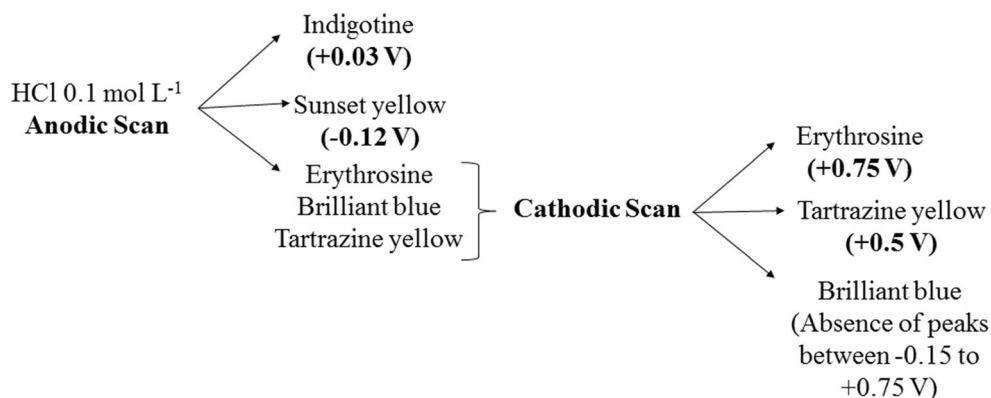 HCl 0.1 mol L⁻¹
Anodic Scan
Indigotine
(+0.03 V)
Sunset yellow
(-0.12 V)
Erythrosine
Brilliant blue
Tartrazine yellow
Cathodic Scan
Erythrosine
(+0.75 V)
Tartrazine yellow
(+0.5 V)
Brilliant blue
(Absence of peaks
between -0.15 to
+0.75 V)